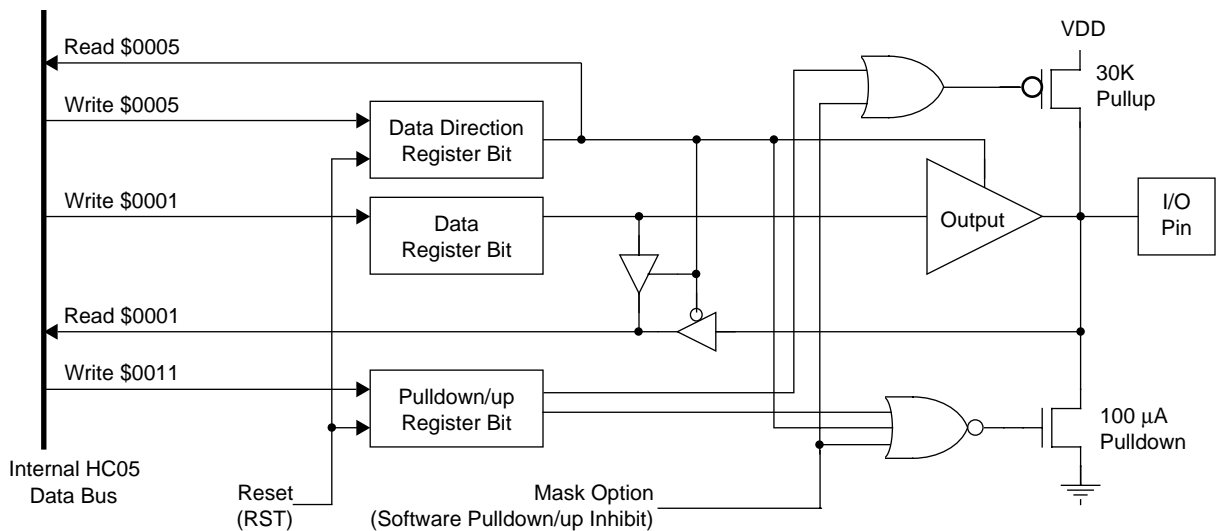 VDD
Read $0005
30K
Pullup
Write $0005
Data Direction
Register Bit
Write $0001
Data
Register Bit
Output
I/O
Pin
Read $0001
Write $0011
Pulldown/up
Register Bit
100 µA
Pulldown
Internal HC05
Data Bus
Reset
(RST)
Mask Option
(Software Pulldown/up Inhibit)